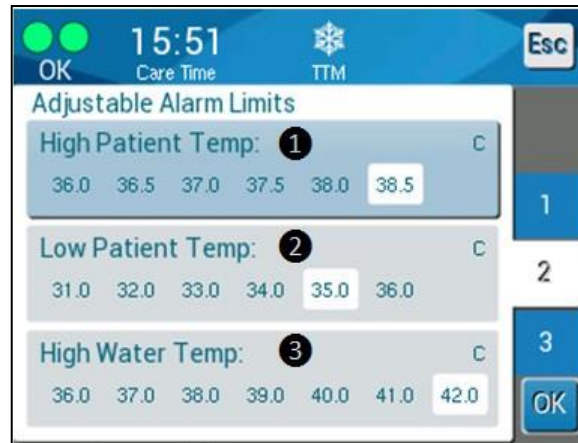 15:51
Esc
OK
Care Time
TTM
Adjustable Alarm Limits
High Patient Temp: 1 C
36.0 36.5 37.0 37.5 38.0 38.5
1
Low Patient Temp: 2 C
31.0 32.0 33.0 34.0 35.0 36.0
2
High Water Temp: 3 C
36.0 37.0 38.0 39.0 40.0 41.0 42.0
3
OK